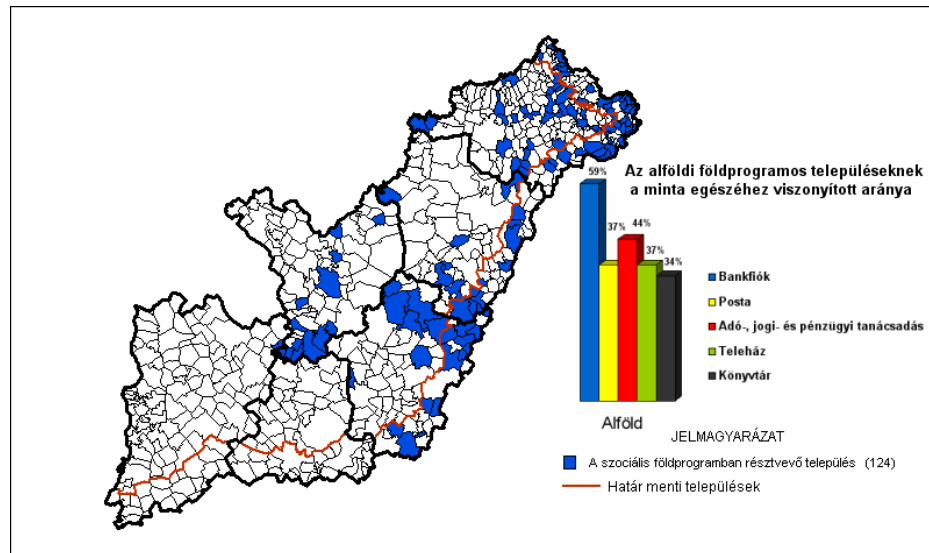 Az alföldi földprogramos településeknek
a minta egészéhez viszonyított aránya
59%
37%
44%
37%
34%
Bankfiók
Posta
Adó-, jogi- és pénzügyi tanácsadás
Teleház
Könyvtár
Alföld
JELMAGYARÁZAT
A szociális földprogramban résztvevő település (124)
Határ menti települések